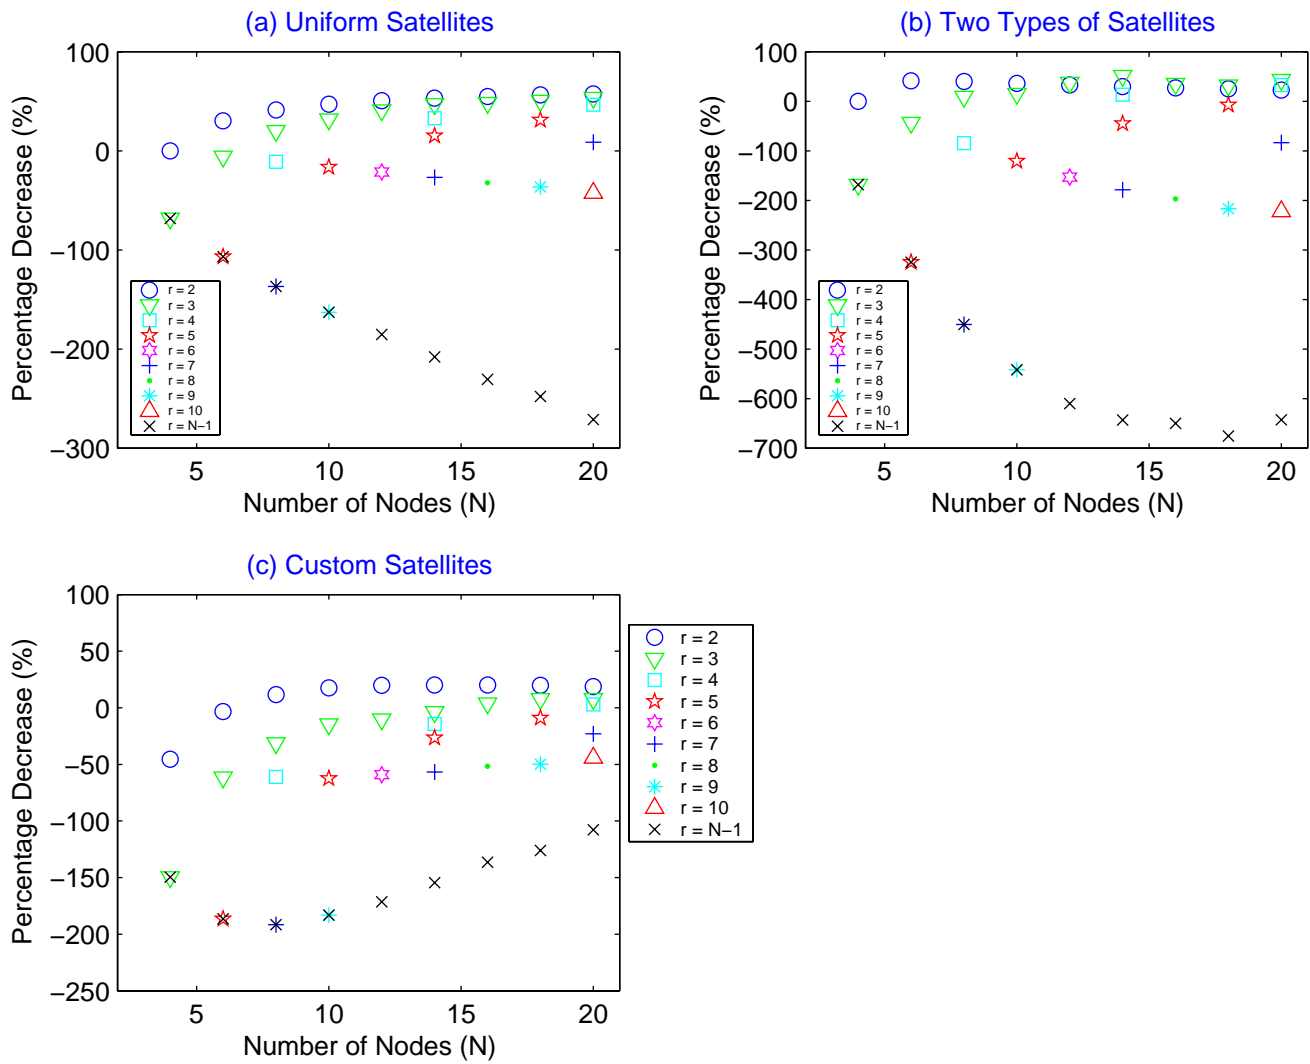 (a) Uniform Satellites
Percentage Decrease (%)
100
50
0
−100
−200
−300
5
10
15
20
Number of Nodes (N)
r = 2
r = 3
r = 4
r = 5
r = 6
r = 7
r = 8
r = 9
r = 10
r = N−1
(b) Two Types of Satellites
Percentage Decrease (%)
100
0
−100
−200
−300
−400
−500
−600
−700
5
10
15
20
Number of Nodes (N)
r = 2
r = 3
r = 4
r = 5
r = 6
r = 7
r = 8
r = 9
r = 10
r = N−1
(c) Custom Satellites
Percentage Decrease (%)
100
50
0
−50
−100
−150
−200
−250
5
10
15
20
Number of Nodes (N)
r = 2
r = 3
r = 4
r = 5
r = 6
r = 7
r = 8
r = 9
r = 10
r = N−1